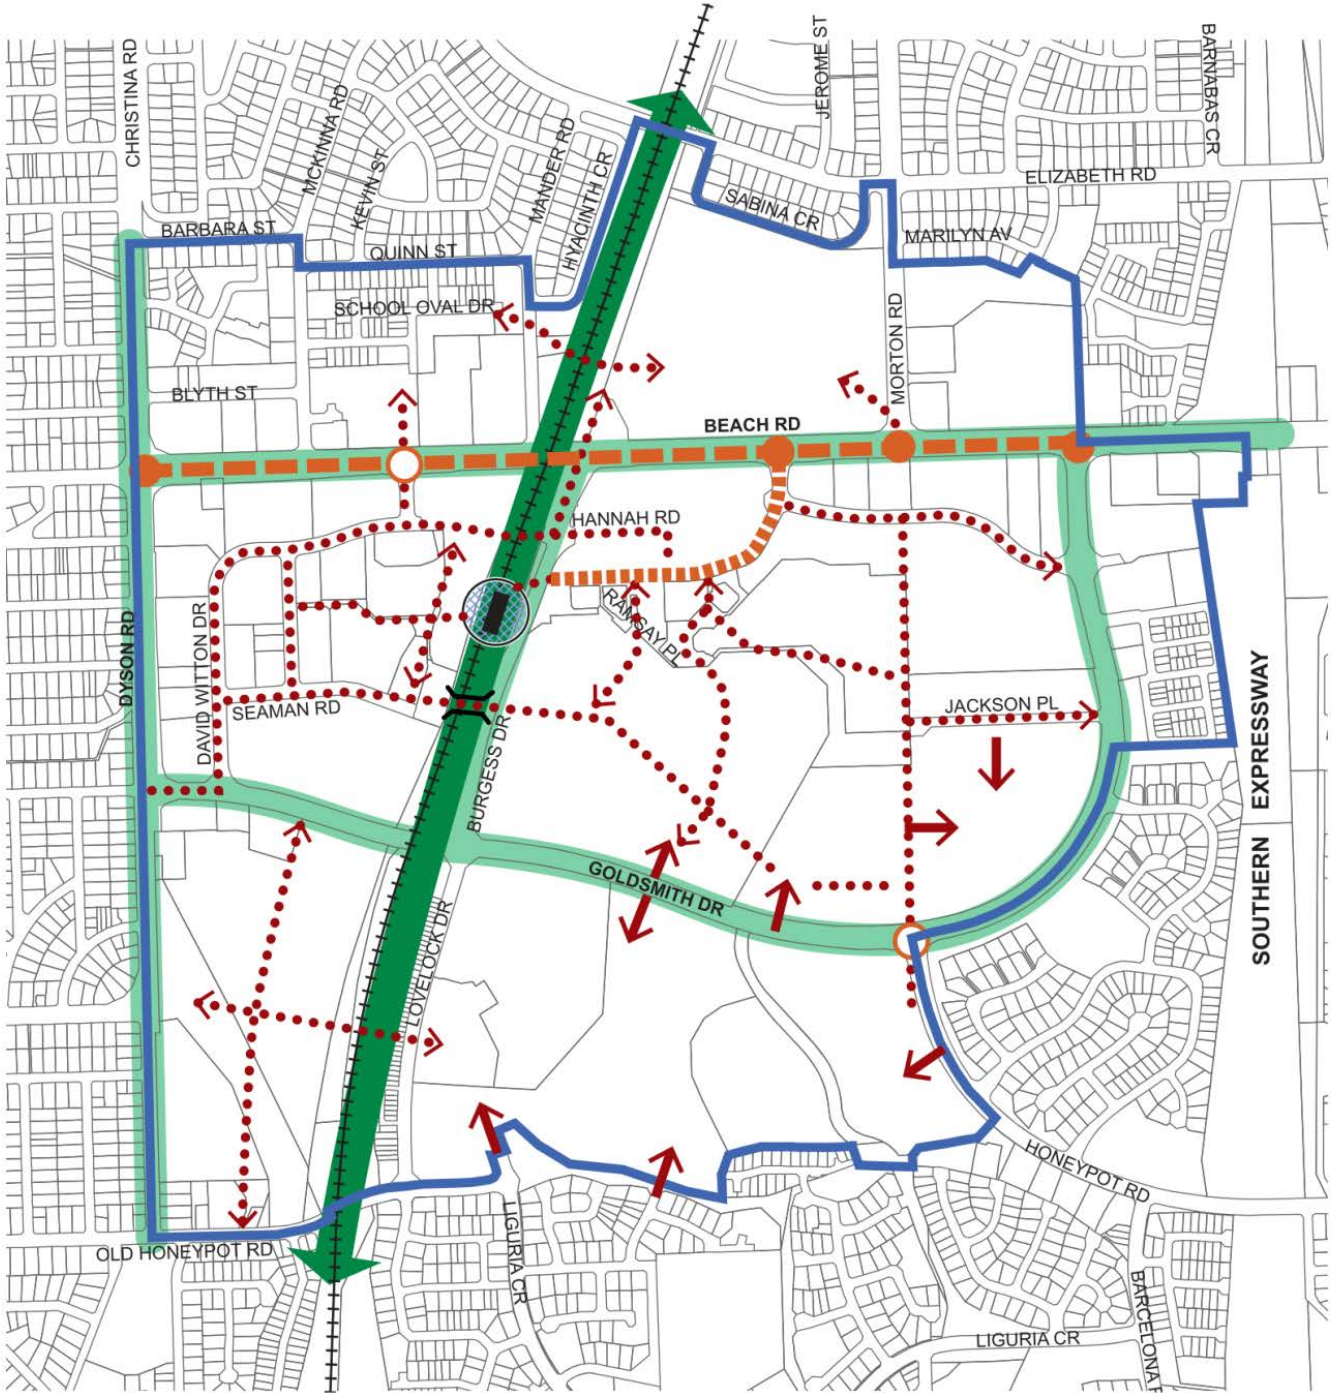 CHRISTINA RD
MCKINNA RD
KEVIN ST
MANDER RD
HYACINTH CR
JEROME ST
BARNABAS CR
ELIZABETH RD
SABINA CR
MARILYN AV
BARBARA ST
QUINN ST
SCHOOL OVAL DR
MORTON RD
BLYTH ST
BEACH RD
HANNAH RD
RAMSAY PL
DYSON RD
DAVID WITTON DR
SEAMAN RD
BURGESS DR
JACKSON PL
SOUTHERN EXPRESSWAY
GOLDSMITH DR
LOVELOCK DR
HONEYPOT RD
OLD HONEYPOT RD
LIGURIA CR
LIGURIA CR